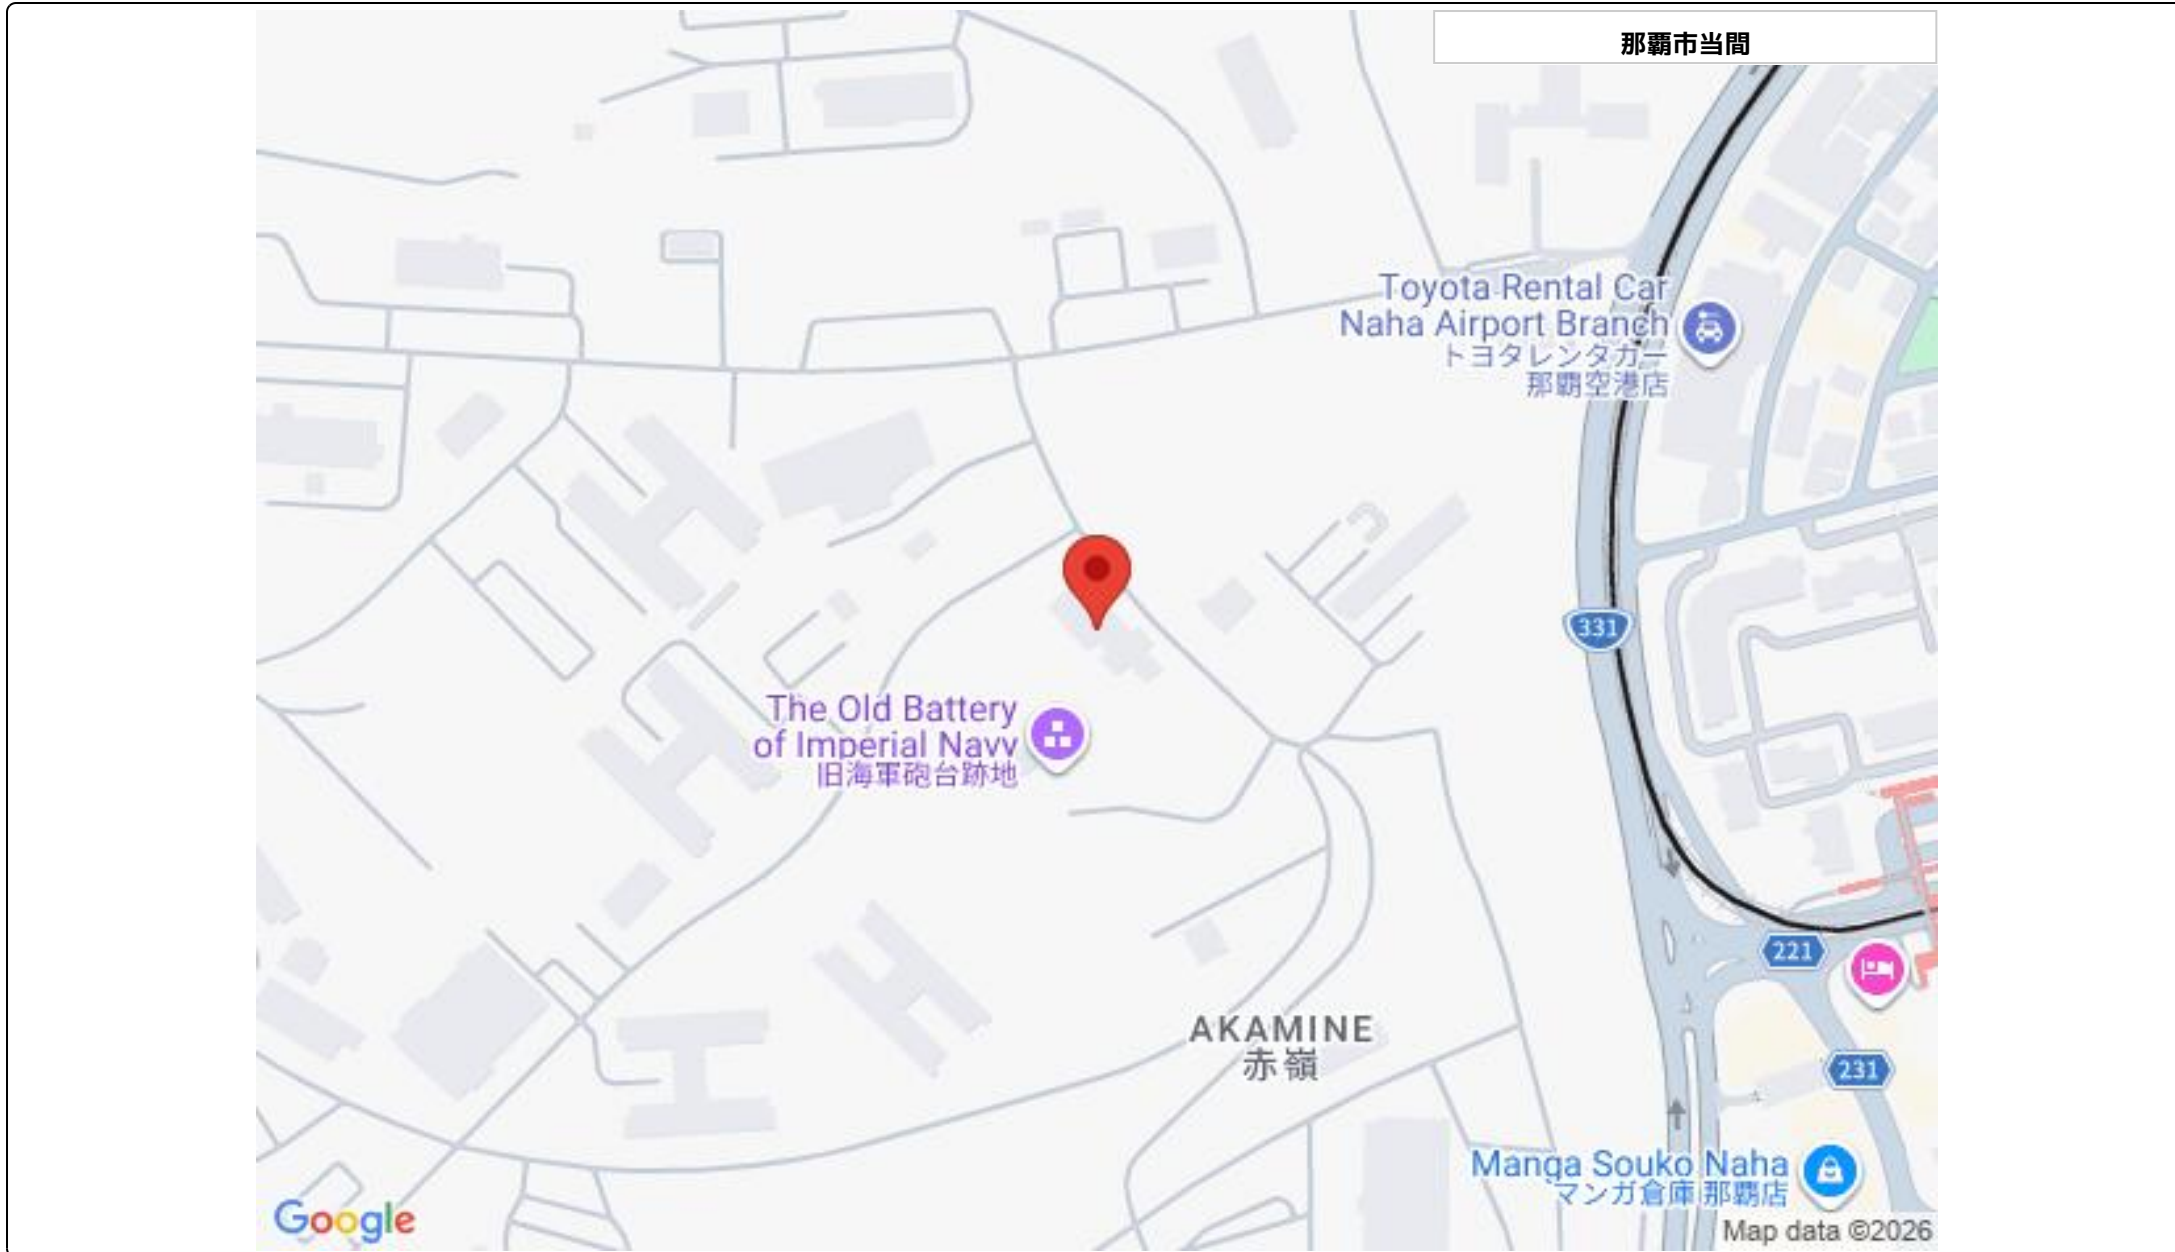 那覇市当間
Toyota Rental Car
Naha Airport Branch
トヨタレンタカー
那覇空港店
331
The Old Battery
of Imperial Navy
旧海軍砲台跡地
221
AKAMINE
赤嶺
231
Manga Souko Naha
マンガ倉庫 那覇店
Google
Map data ©2026